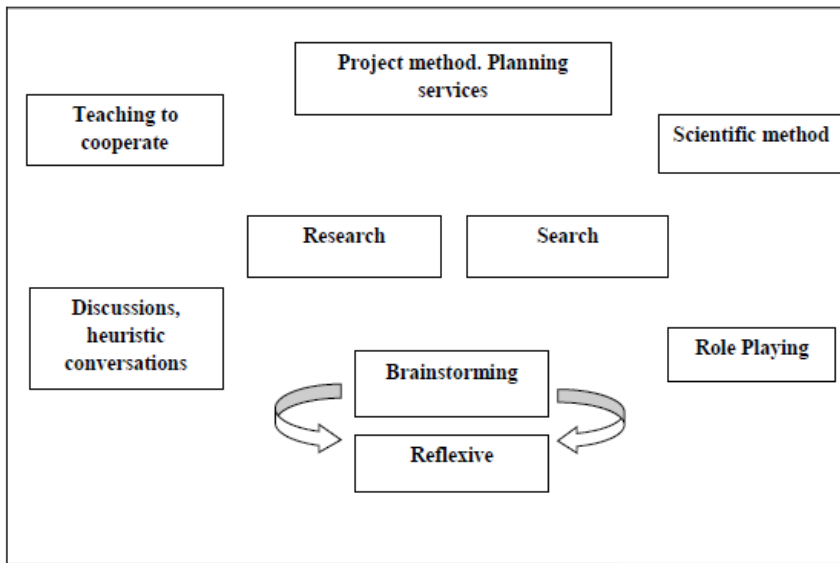 Project method. Planning
services
Teaching to
cooperate
Scientific method
Research
Search
Discussions,
heuristic
conversations
Role Playing
Brainstorming
Reflexive